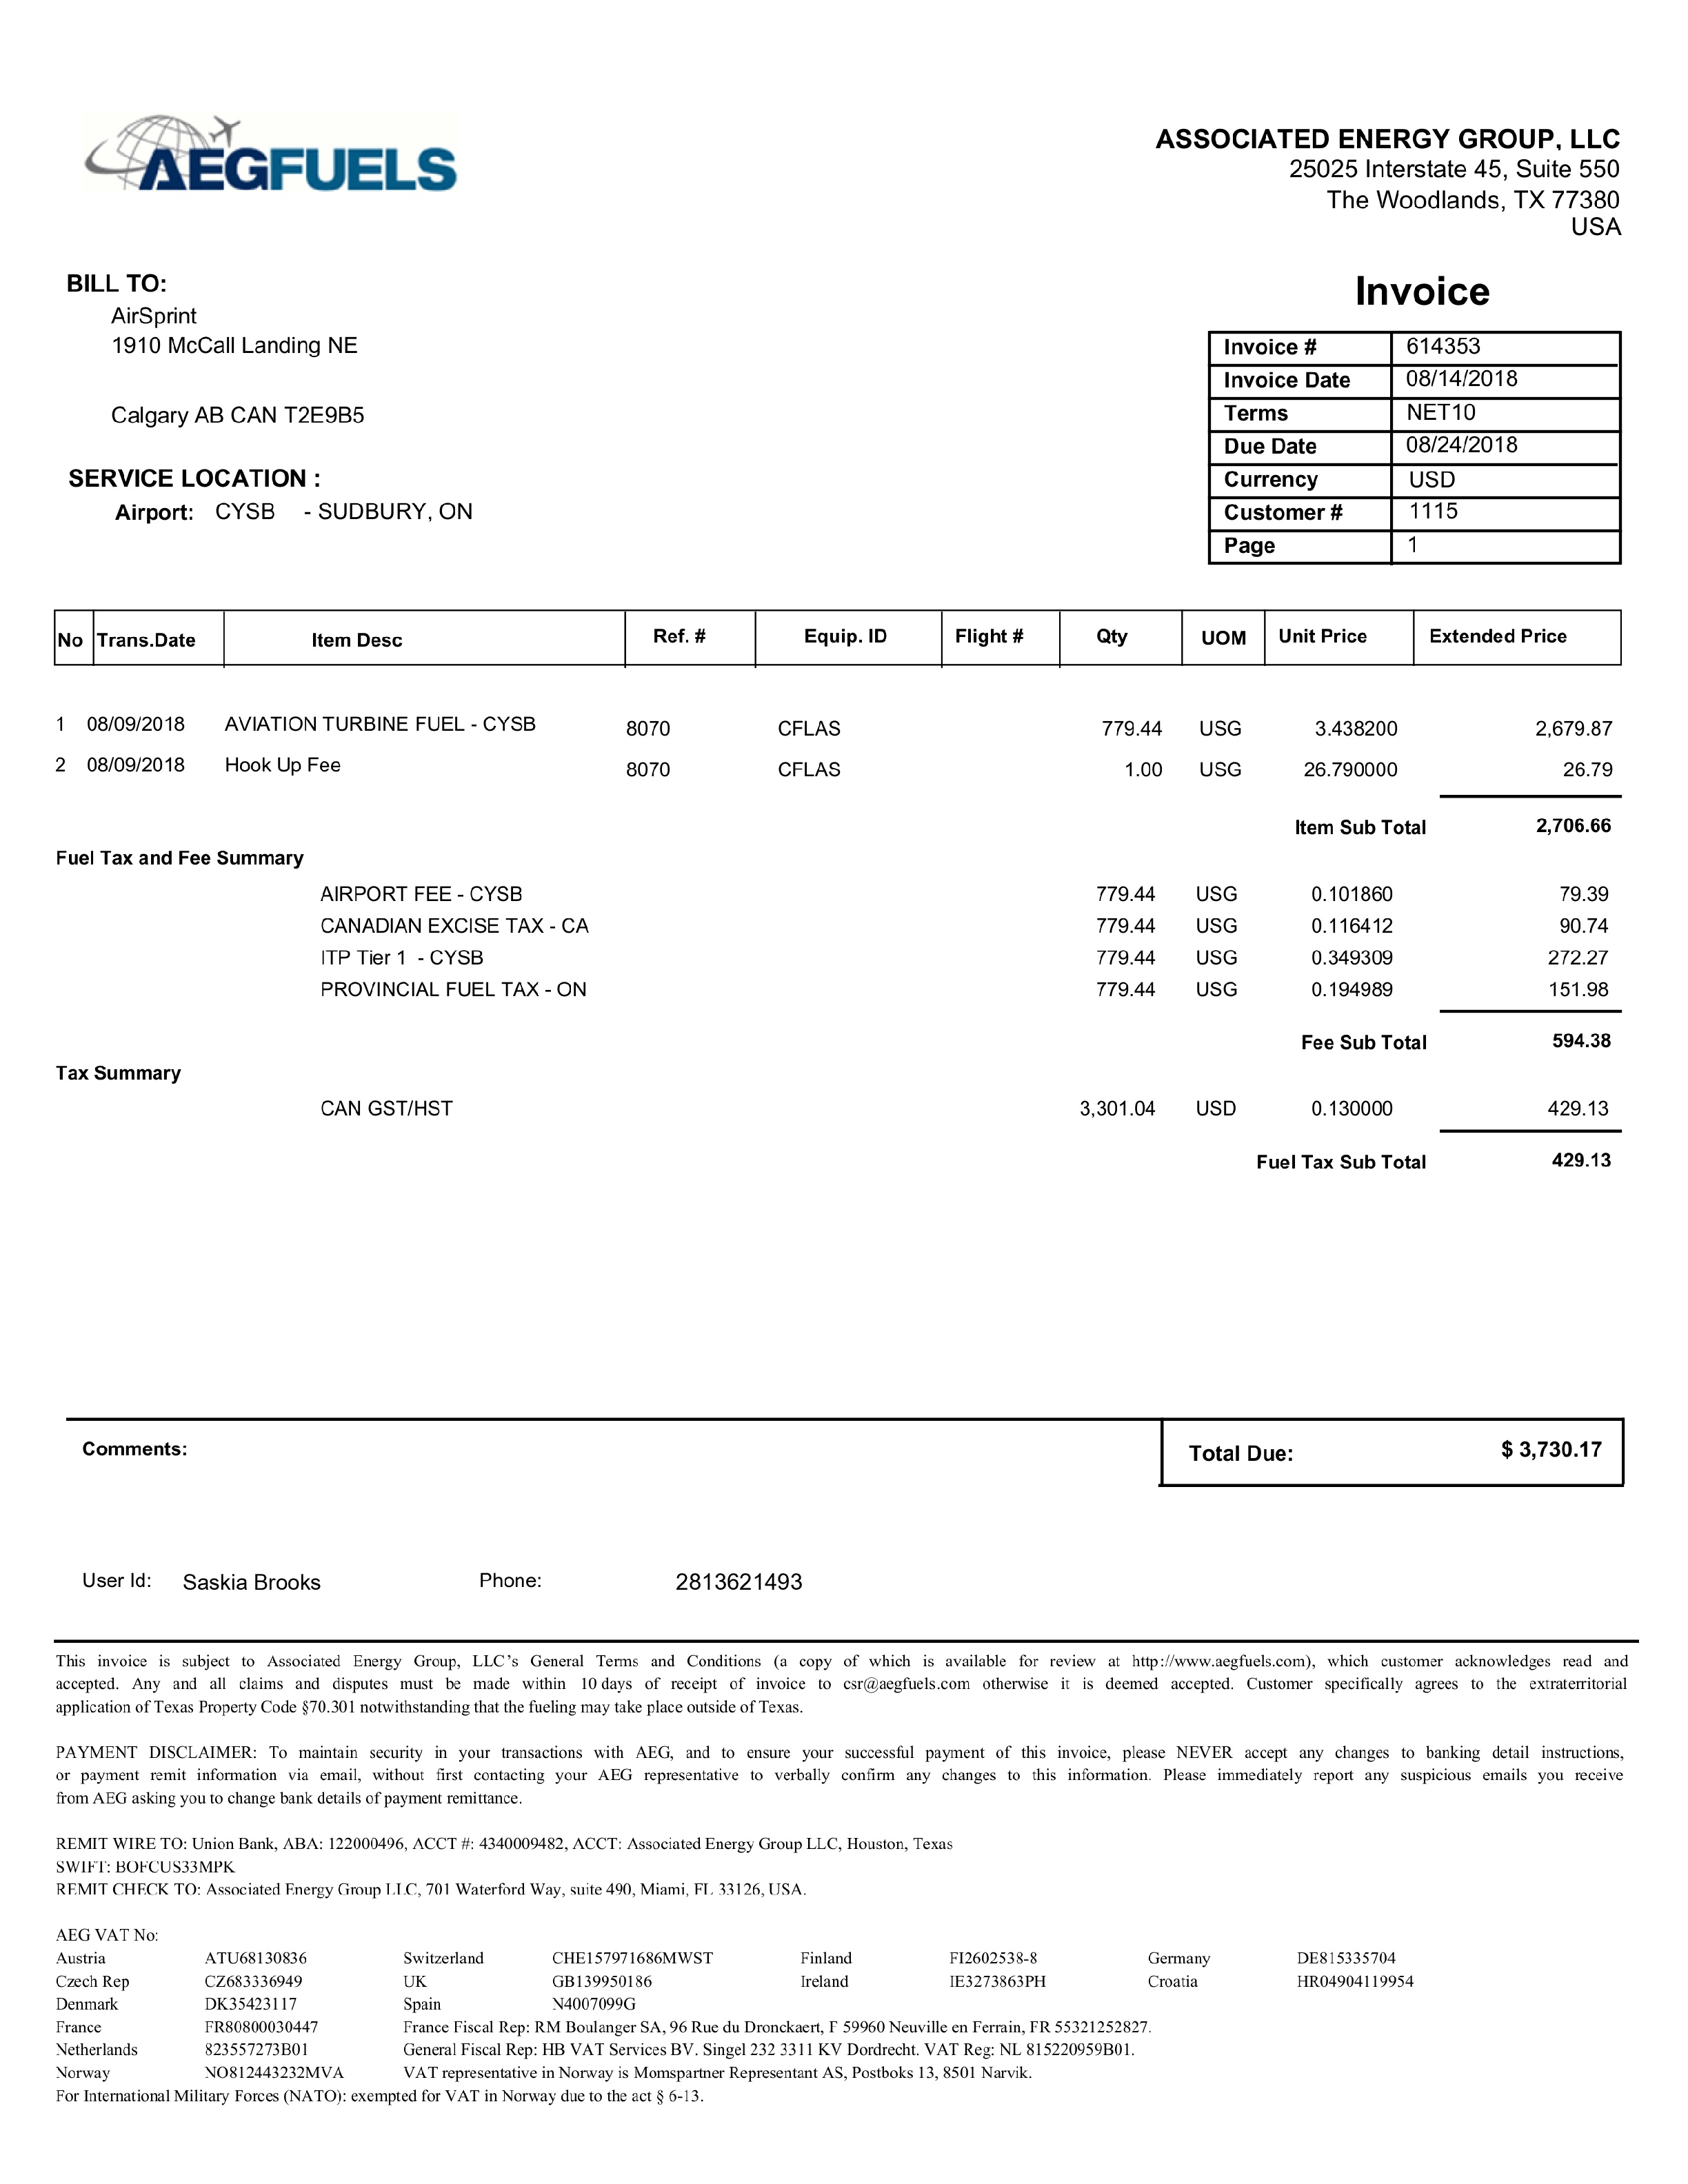 AEGFUELS
ASSOCIATED ENERGY GROUP, LLC
25025 Interstate 45, Suite 550
The Woodlands, TX 77380
USA
BILL TO:
AirSprint
1910 McCall Landing NE
Calgary AB CAN T2E9B5
SERVICE LOCATION :
Airport: CYSB - SUDBURY, ON
Invoice
Invoice # 614353
Invoice Date 08/14/2018
Terms NET10
Due Date 08/24/2018
Currency USD
Customer # 1115
Page 1
No Trans.Date Item Desc Ref. # Equip. ID Flight # Qty UOM Unit Price Extended Price
1 08/09/2018 AVIATION TURBINE FUEL - CYSB 8070 CFLAS 779.44 USG 3.438200 2,679.87
2 08/09/2018 Hook Up Fee 8070 CFLAS 1.00 USG 26.790000 26.79
Item Sub Total 2,706.66
Fuel Tax and Fee Summary
AIRPORT FEE - CYSB 779.44 USG 0.101860 79.39
CANADIAN EXCISE TAX - CA 779.44 USG 0.116412 90.74
ITP Tier 1 - CYSB 779.44 USG 0.349309 272.27
PROVINCIAL FUEL TAX - ON 779.44 USG 0.194989 151.98
Fee Sub Total 594.38
Tax Summary
CAN GST/HST 3,301.04 USD 0.130000 429.13
Fuel Tax Sub Total 429.13
Comments:
Total Due: $ 3,730.17
User Id: Saskia Brooks Phone: 2813621493
This invoice is subject to Associated Energy Group, LLC's General Terms and Conditions (a copy of which is available for review at http://www.aegfuels.com), which customer acknowledges read and
accepted. Any and all claims and disputes must be made within 10 days of receipt of invoice to csr@aegfuels.com otherwise it is deemed accepted. Customer specifically agrees to the extraterritorial
application of Texas Property Code §70.301 notwithstanding that the fueling may take place outside of Texas.
PAYMENT DISCLAIMER: To maintain security in your transactions with AEG, and to ensure your successful payment of this invoice, please NEVER accept any changes to banking detail instructions,
or payment remit information via email, without first contacting your AEG representative to verbally confirm any changes to this information. Please immediately report any suspicious emails you receive
from AEG asking you to change bank details of payment remittance.
REMIT WIRE TO: Union Bank, ABA: 122000496, ACCT #: 4340009482, ACCT: Associated Energy Group LLC, Houston, Texas
SWIFT: BOFCUS33MPK
REMIT CHECK TO: Associated Energy Group LLC, 701 Waterford Way, suite 490, Miami, FL 33126, USA.
AEG VAT No:
Austria ATU68130836 Switzerland CHE157971686MWST Finland FI2602538-8 Germany DE815335704
Czech Rep CZ683336949 UK GB139950186 Ireland IE3273863PH Croatia HR04904119954
Denmark DK35423117 Spain N4007099G
France FR80800030447 France Fiscal Rep: RM Boulanger SA, 96 Rue du Dronckaert, F 59960 Neuville en Ferrain, FR 55321252827.
Netherlands 823557273B01 General Fiscal Rep: HB VAT Services BV. Singel 232 3311 KV Dordrecht. VAT Reg: NL 815220959B01.
Norway NO812443232MVA VAT representative in Norway is Momspartner Representant AS, Postboks 13, 8501 Narvik.
For International Military Forces (NATO): exempted for VAT in Norway due to the act § 6-13.